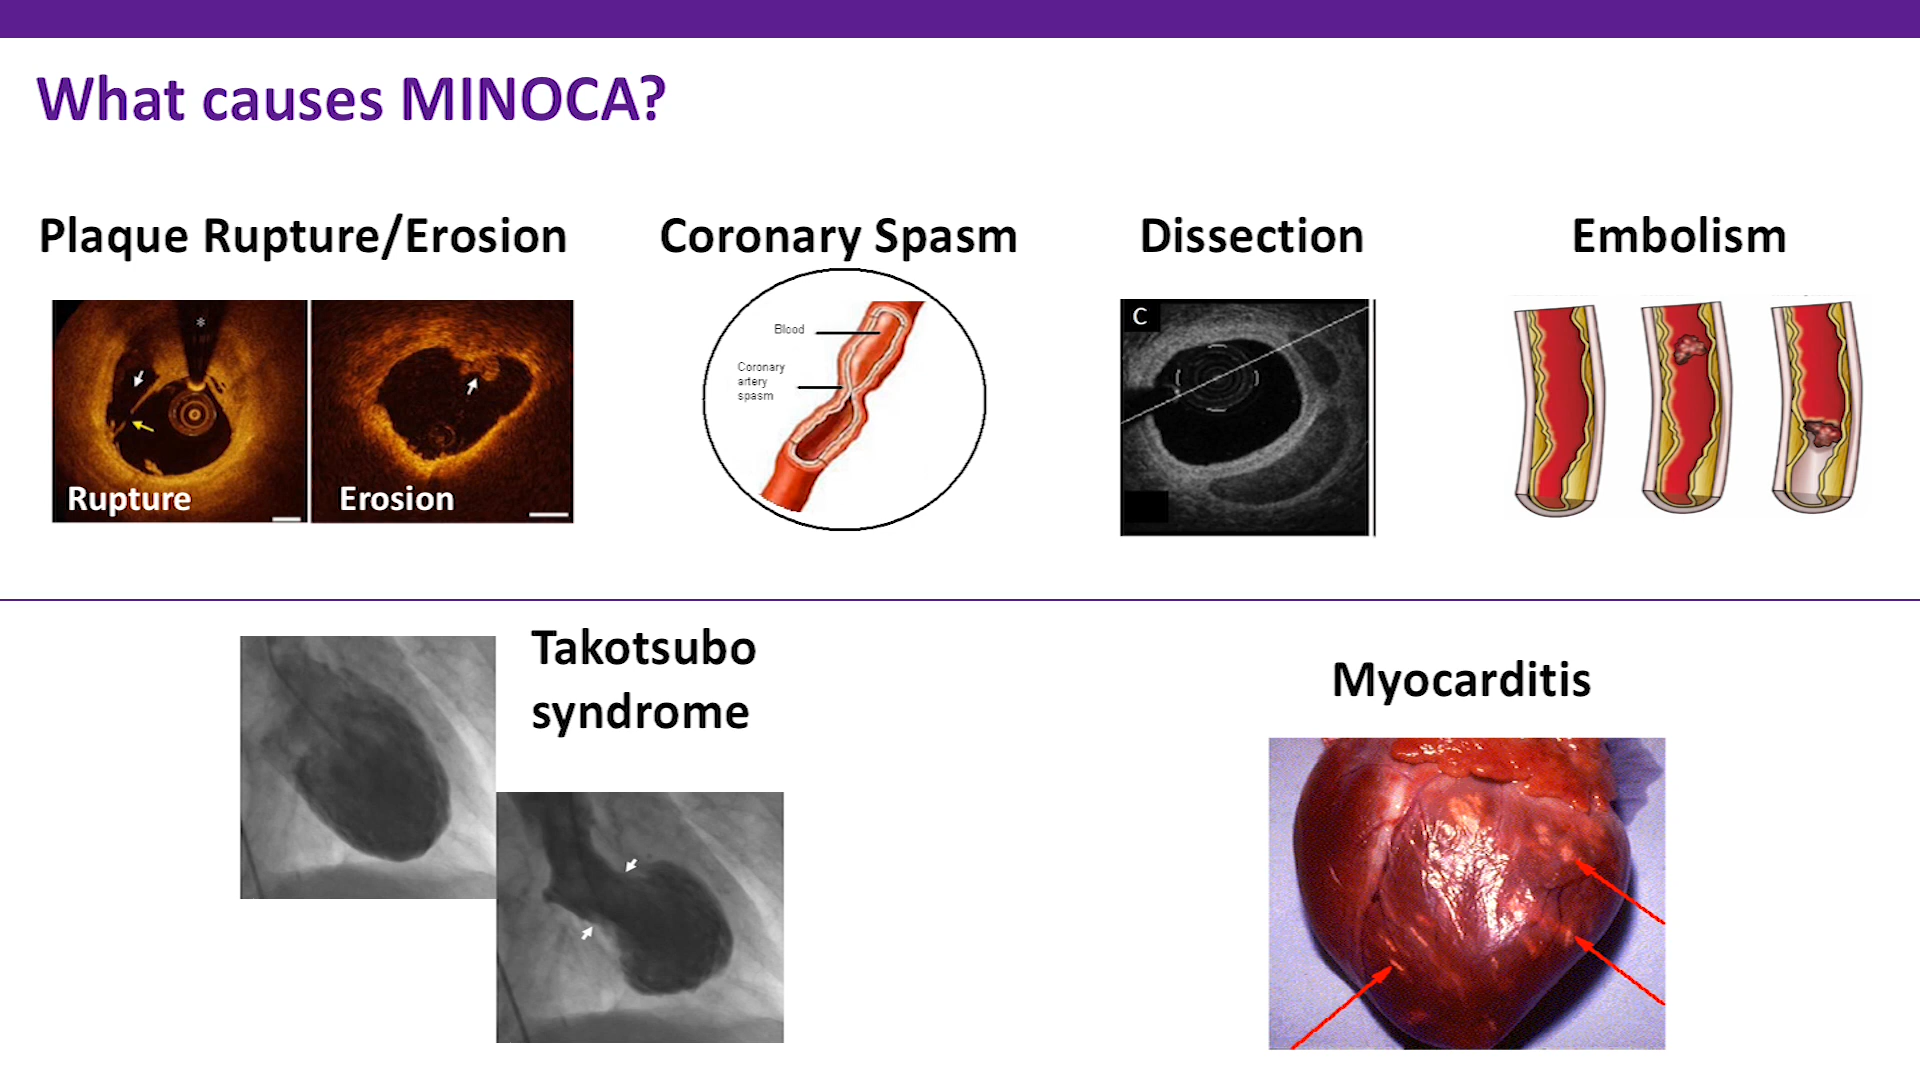 What causes MINOCA?
Plaque Rupture/Erosion
Coronary Spasm
Dissection
Embolism
*
Rupture
Erosion
Blood
Coronary
artery
spasm
C
Takotsubo
syndrome
Myocarditis